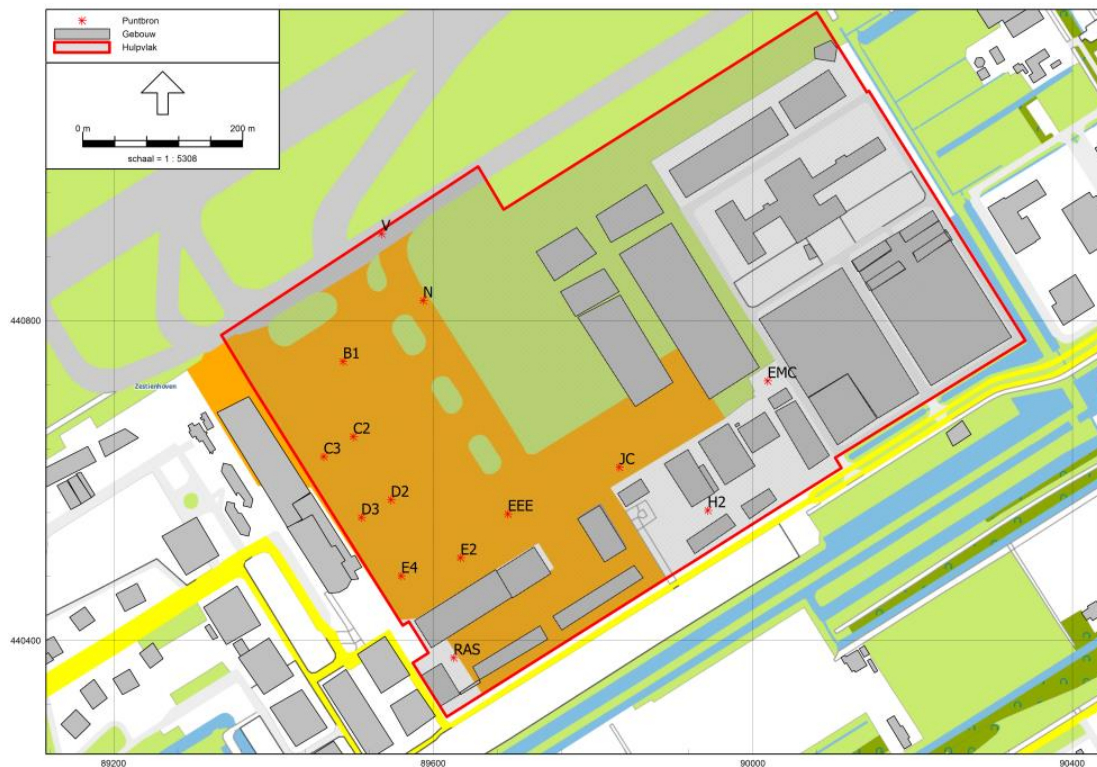 Puntbron
Gebouw
Hulpvlak
0 m
200 m
schaal = 1 : 5308
V
N
440800
B1
Zestienhoven
EMC
C2
C3
JC
D2
D3
EEE
H2
E2
E4
440400
RAS
89200
89600
90000
90400